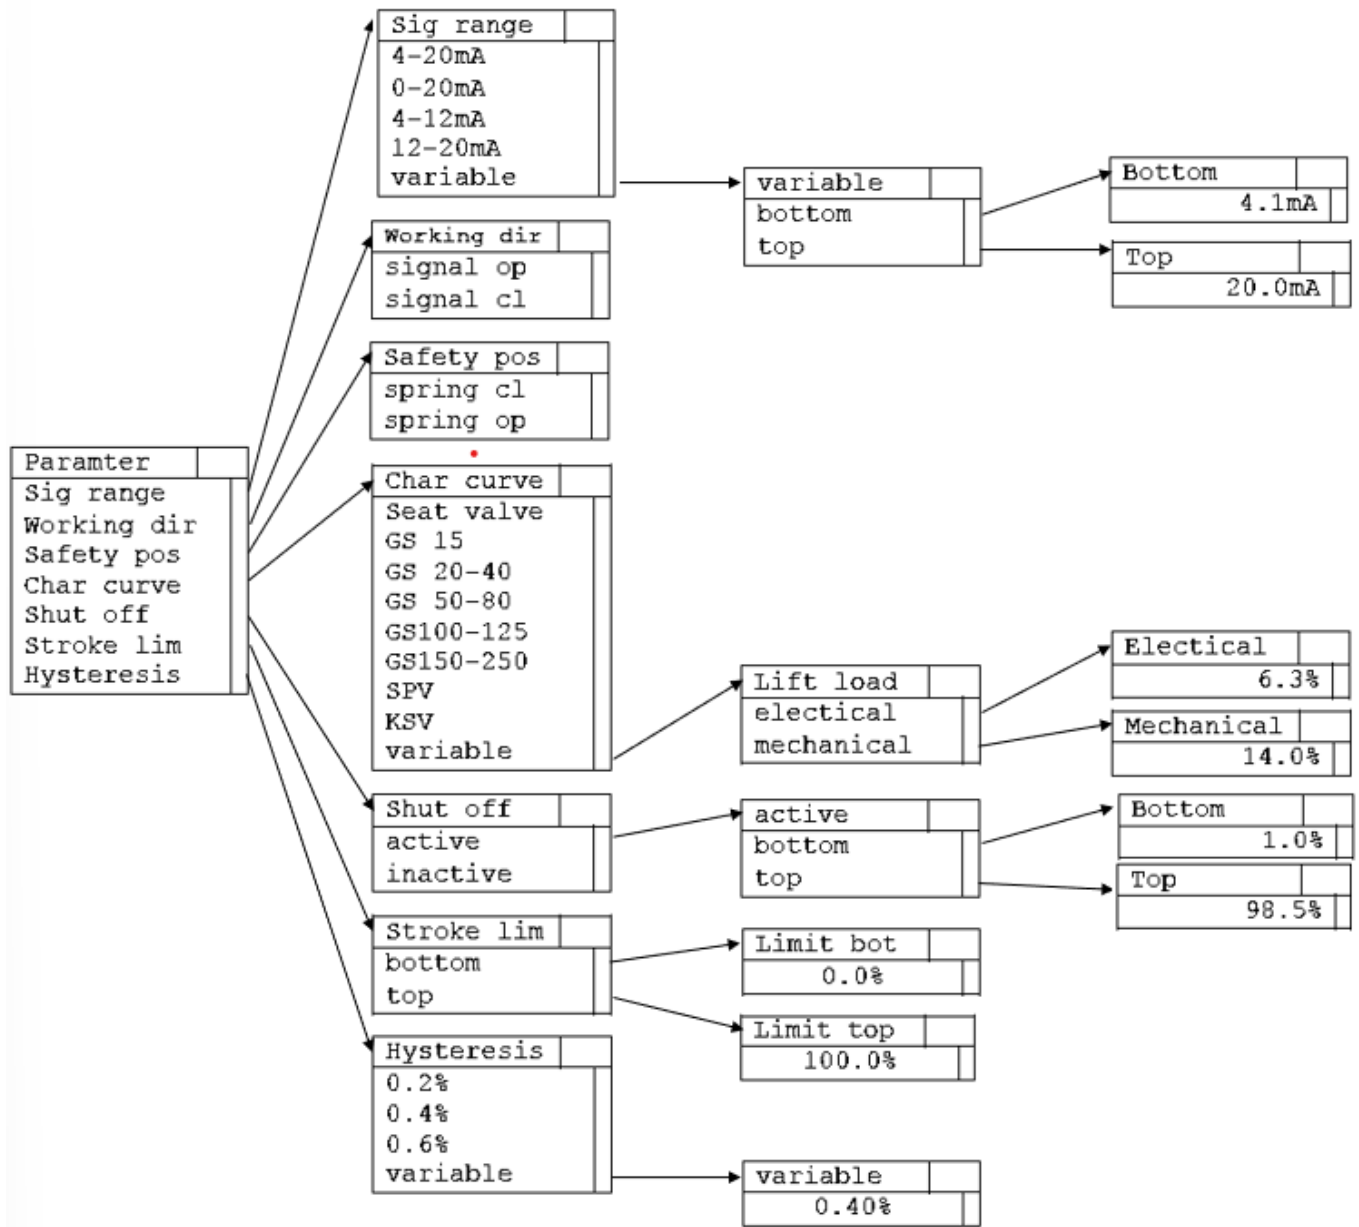 Sig range
4-20mA
0-20mA
4-12mA
12-20mA
variable
variable
bottom
top
Bottom
4.1mA
Top
20.0mA
Working dir
signal op
signal cl
Safety pos
spring cl
spring op
Paramter
Sig range
Working dir
Safety pos
Char curve
Shut off
Stroke lim
Hysteresis
Char curve
Seat valve
GS 15
GS 20-40
GS 50-80
GS100-125
GS150-250
SPV
KSV
variable
Lift load
electical
mechanical
Electical
6.3%
Mechanical
14.0%
Shut off
active
inactive
active
bottom
top
Bottom
1.0%
Top
98.5%
Stroke lim
bottom
top
Limit bot
0.0%
Limit top
100.0%
Hysteresis
0.2%
0.4%
0.6%
variable
variable
0.40%